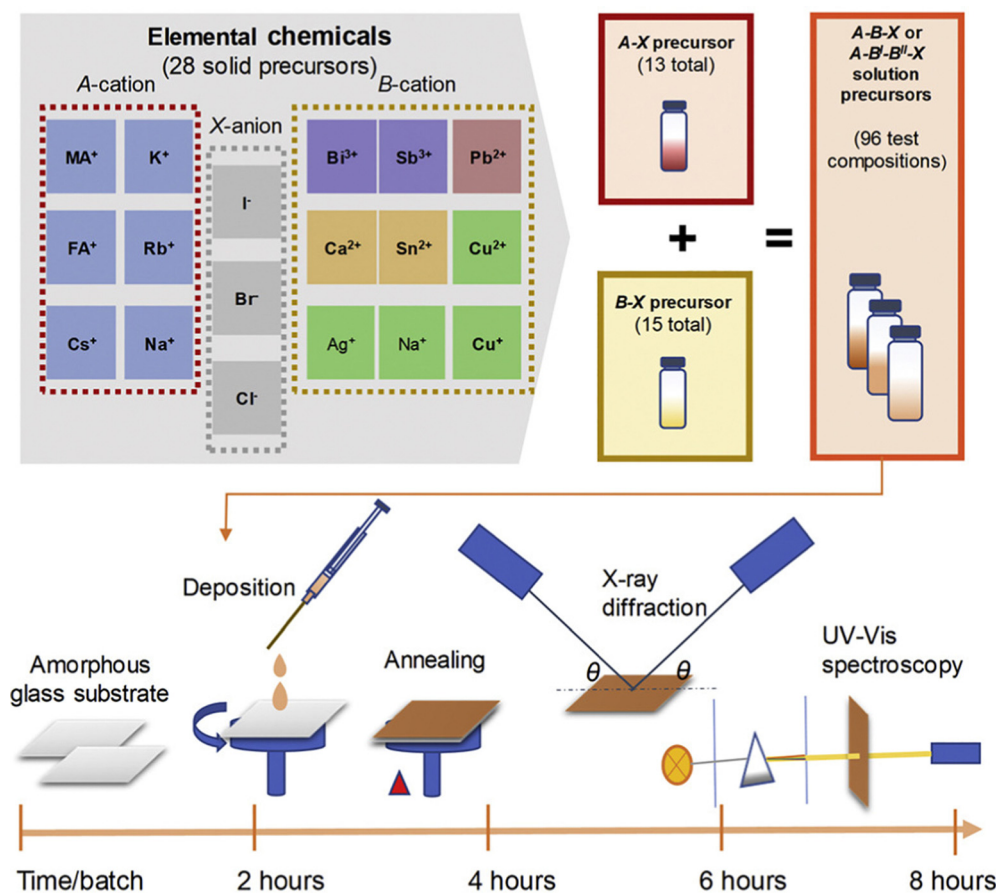 Elemental chemicals
(28 solid precursors)
A-cation
X-anion
B-cation
MA⁺
K⁺
FA⁺
Rb⁺
Cs⁺
Na⁺
I⁻
Br⁻
Cl⁻
Bi³⁺
Sb³⁺
Pb²⁺
Ca²⁺
Sn²⁺
Cu²⁺
Ag⁺
Na⁺
Cu⁺
A-X precursor
(13 total)
+
B-X precursor
(15 total)
=
A-B-X or
A-Bᴵ-Bᴵᴵ-X
solution
precursors
(96 test
compositions)
Deposition
Amorphous
glass substrate
Annealing
X-ray
diffraction
θ
θ
UV-Vis
spectroscopy
Time/batch
2 hours
4 hours
6 hours
8 hours